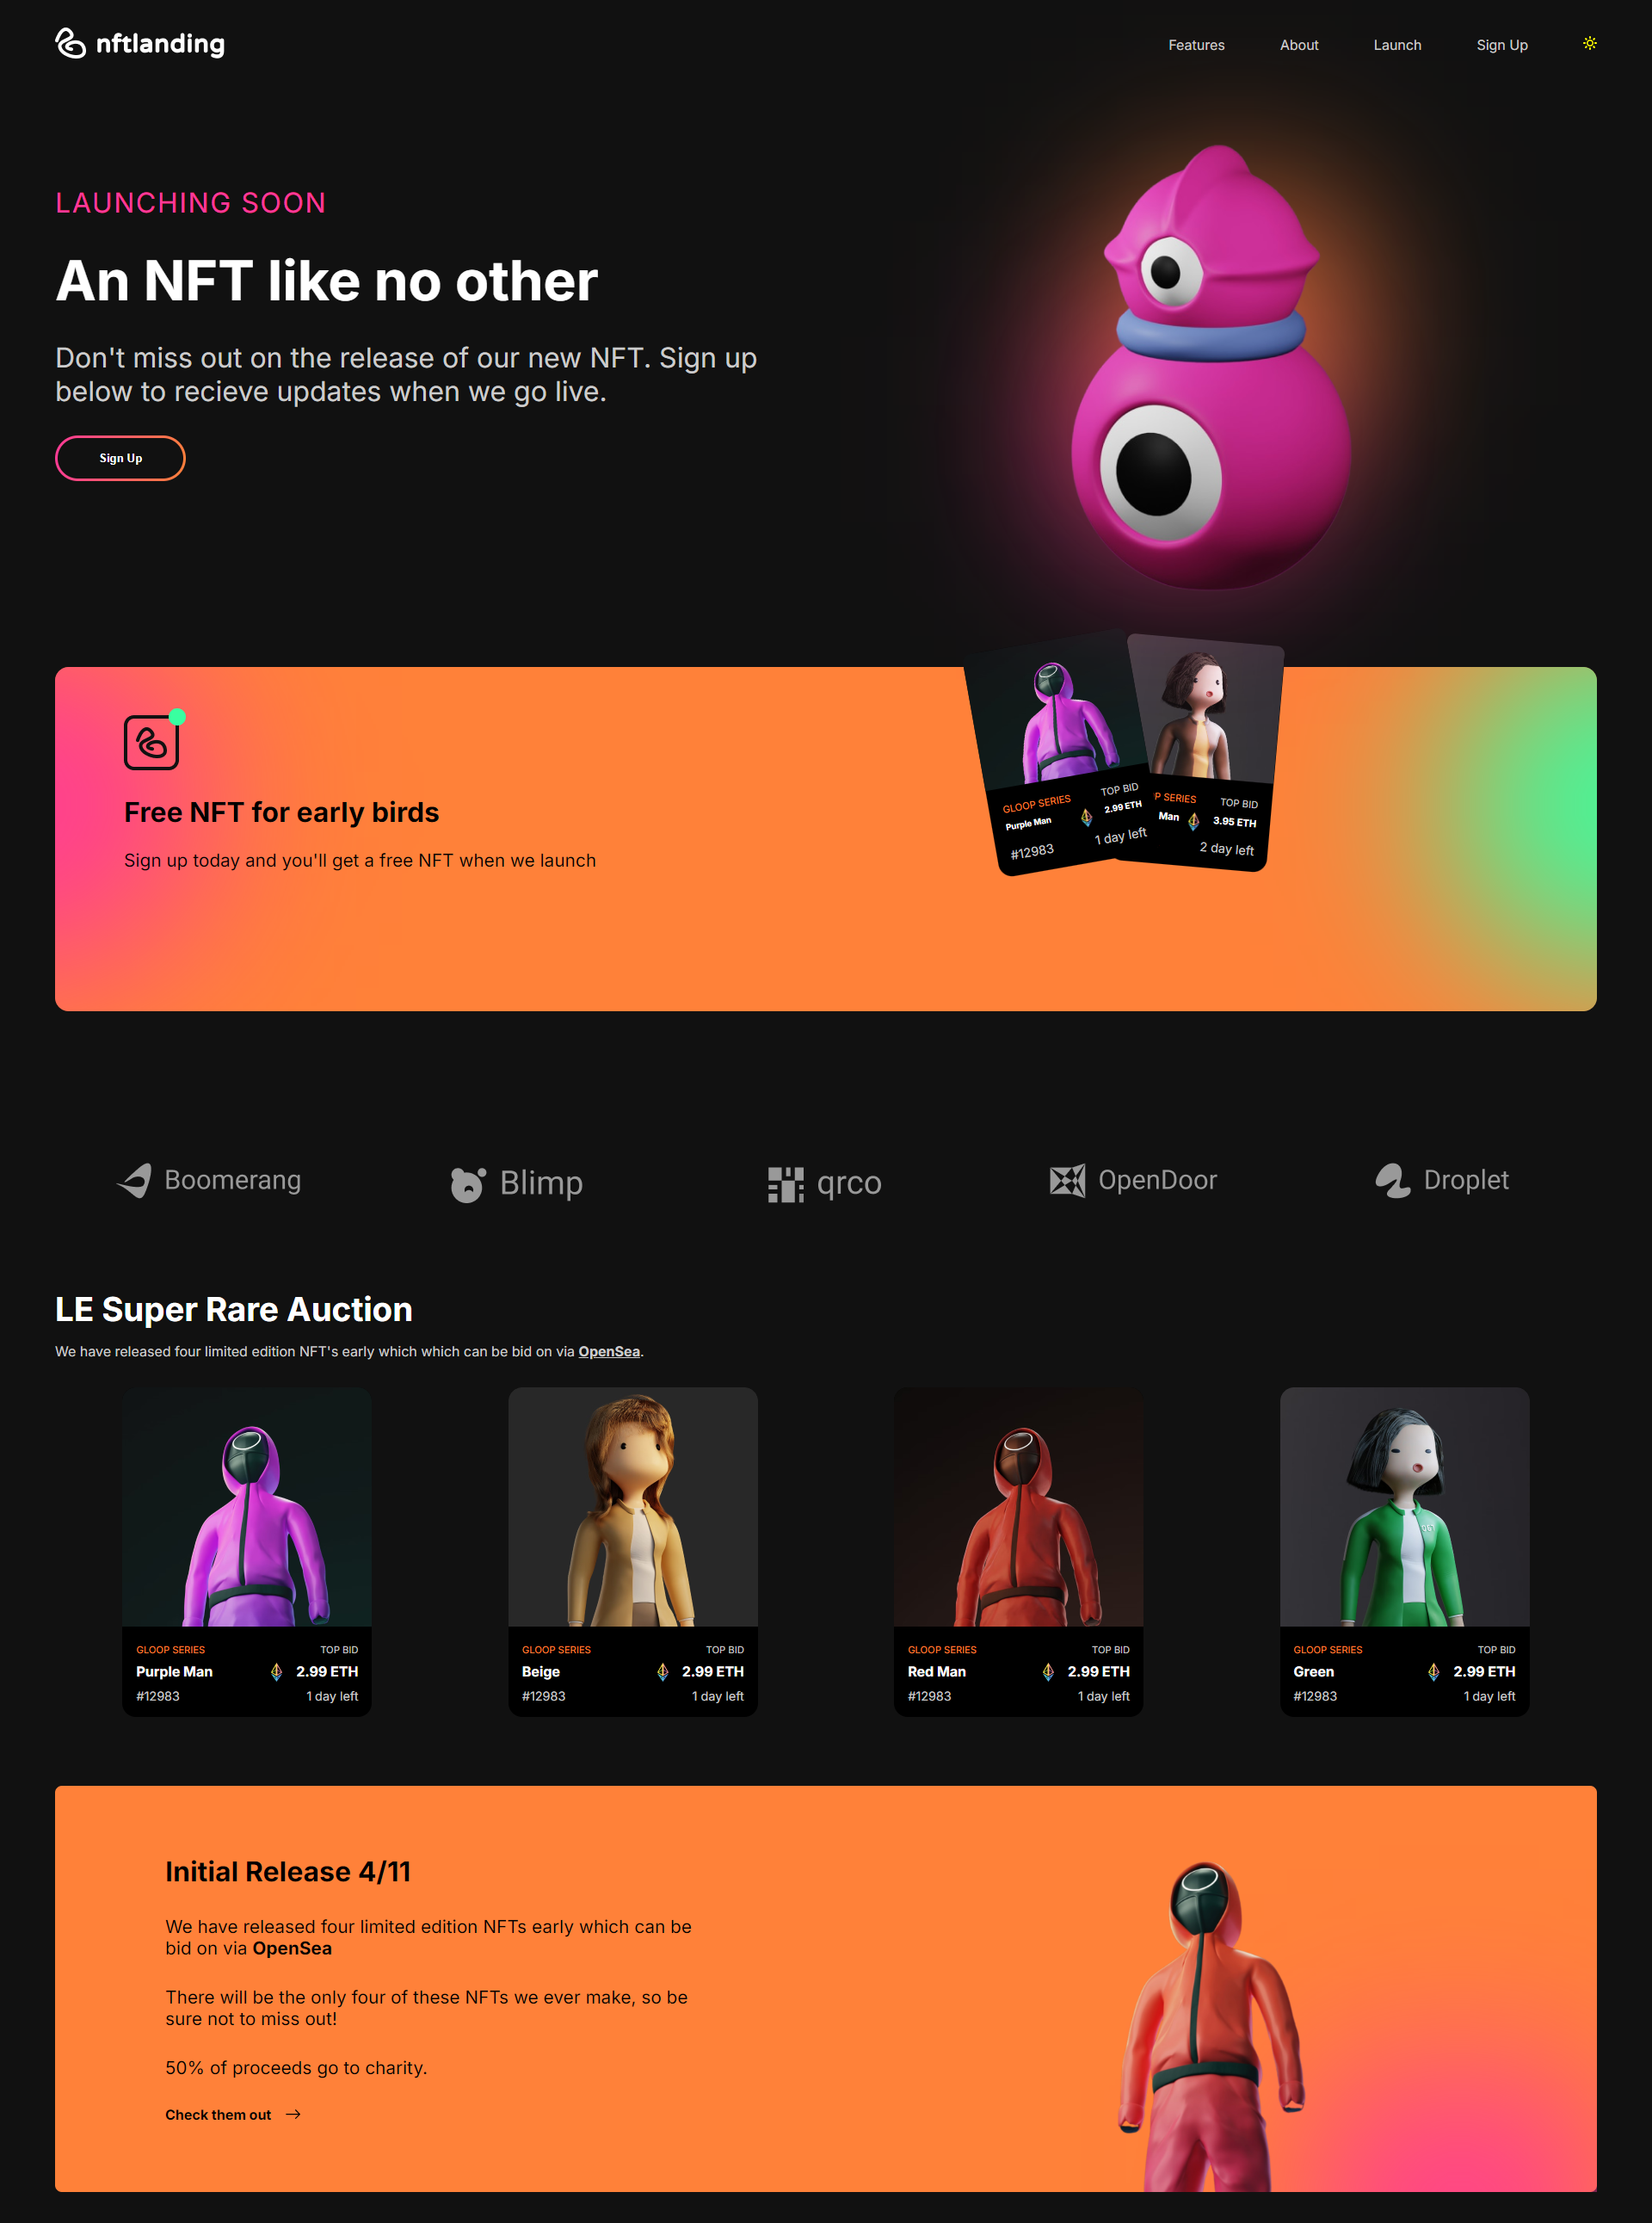 nftlanding
Features About Launch Sign Up
LAUNCHING SOON
An NFT like no other
Don't miss out on the release of our new NFT. Sign up
below to recieve updates when we go live.
Sign Up
Free NFT for early birds
Sign up today and you'll get a free NFT when we launch
GLOOP SERIES TOP BID
Purple Man 2.99 ETH
#12983 1 day left
P SERIES TOP BID
Man 3.95 ETH
2 day left
Boomerang Blimp qrco OpenDoor Droplet
LE Super Rare Auction
We have released four limited edition NFT's early which which can be bid on via OpenSea.
GLOOP SERIES TOP BID
Purple Man 2.99 ETH
#12983 1 day left
GLOOP SERIES TOP BID
Beige 2.99 ETH
#12983 1 day left
GLOOP SERIES TOP BID
Red Man 2.99 ETH
#12983 1 day left
GLOOP SERIES TOP BID
Green 2.99 ETH
#12983 1 day left
Initial Release 4/11
We have released four limited edition NFTs early which can be
bid on via OpenSea
There will be the only four of these NFTs we ever make, so be
sure not to miss out!
50% of proceeds go to charity.
Check them out